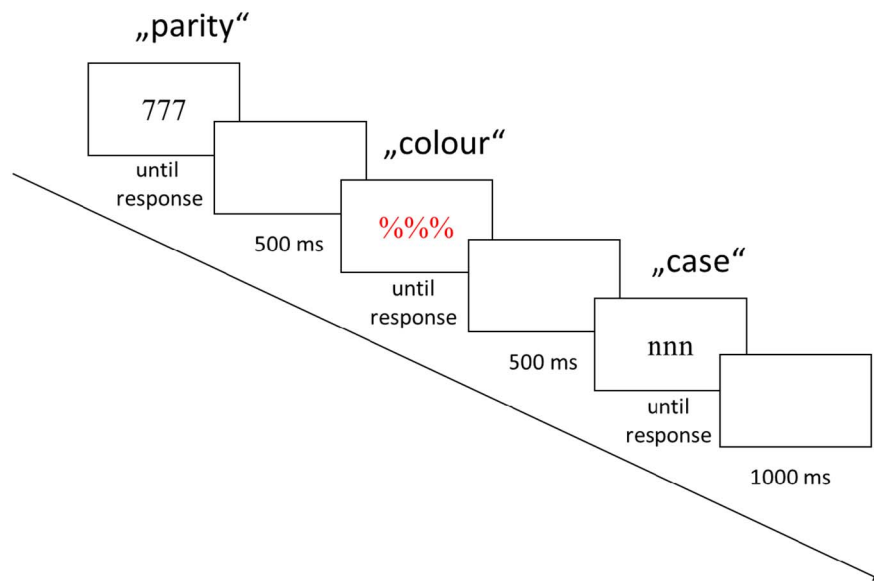 „parity“
777
until
response
500 ms
„colour“
%%%
until
response
500 ms
„case“
nnn
until
response
1000 ms